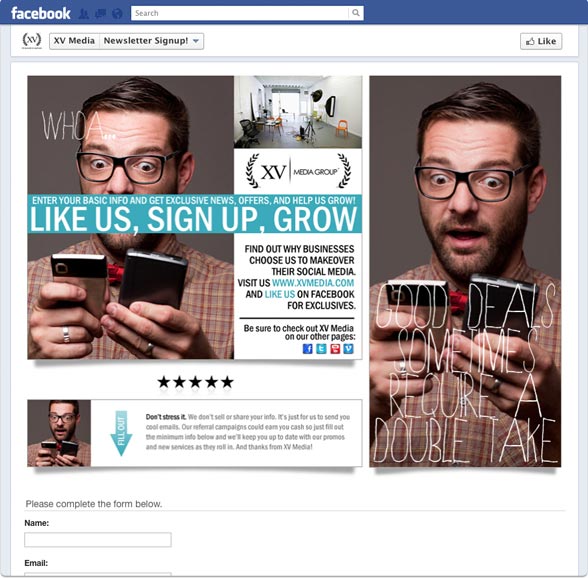 facebook
Search
XV Media
Newsletter Signup!
Like
WHOA...
XV MEDIA GROUP
ENTER YOUR BASIC INFO AND GET EXCLUSIVE NEWS, OFFERS, AND HELP US GROW!
LIKE US, SIGN UP, GROW
FIND OUT WHY BUSINESSES
CHOOSE US TO MAKEOVER
THEIR SOCIAL MEDIA.
VISIT US WWW.XVMEDIA.COM
AND LIKE US ON FACEBOOK
FOR EXCLUSIVES.
Be sure to check out XV Media
on our other pages:
GOOD DEALS
SOMETIMES
REQUIRE A
DOUBLE TAKE
FILL OUT
Don't stress it. We don't sell or share your info. It's just for us to send you
cool emails. Our referral campaigns could earn you cash so just fill out
the minimum info below and we'll keep you up to date with our promos
and new services as they roll in. And thanks from XV Media!
Please complete the form below.
Name:
Email: